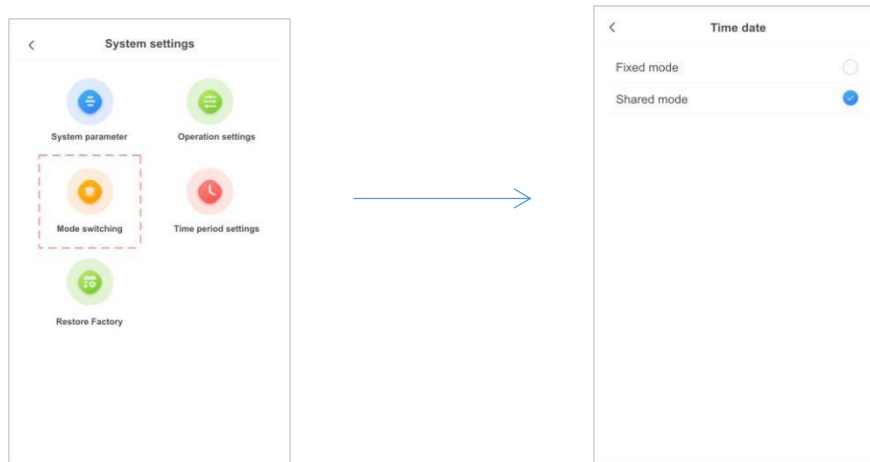 System settings
System parameter
Operation settings
Mode switching
Time period settings
Restore Factory
Time date
Fixed mode
Shared mode